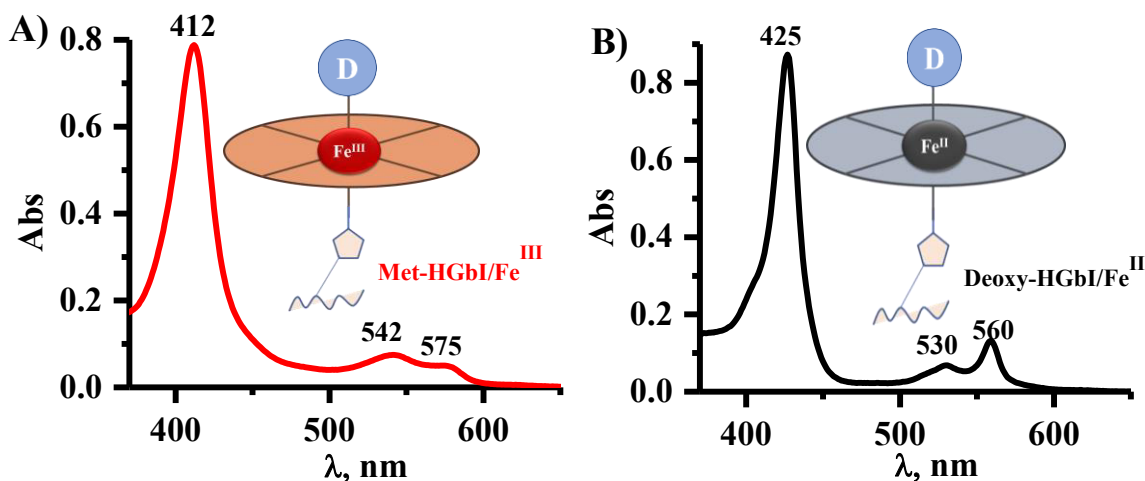 A)
412
0.8
0.6
0.4
0.2
0.0
Abs
D
Fe^III
Met-HGbI/Fe^III
542
575
400
500
600
λ, nm
B)
425
0.8
0.6
0.4
0.2
0.0
Abs
D
Fe^II
Deoxy-HGbI/Fe^II
530
560
400
500
600
λ, nm